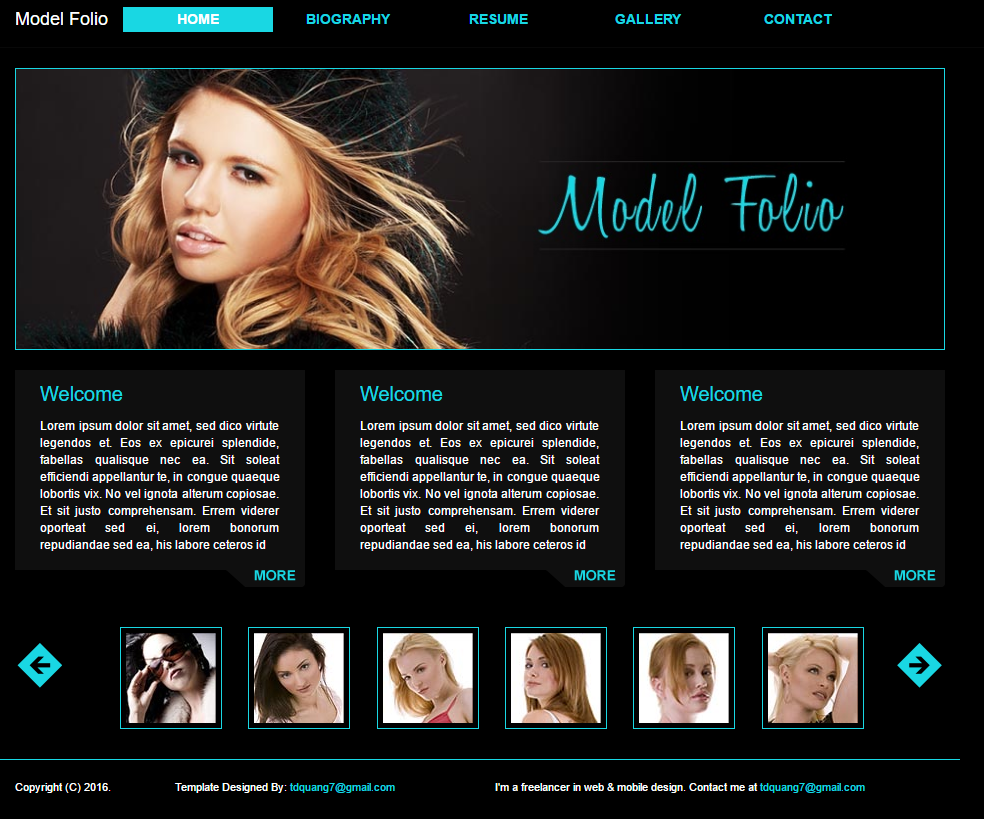 Model Folio HOME BIOGRAPHY RESUME GALLERY CONTACT
Model Folio
Welcome
Lorem ipsum dolor sit amet, sed dico virtute
legendos et. Eos ex epicurei splendide,
fabellas qualisque nec ea. Sit soleat
efficiendi appellantur te, in congue quaeque
lobortis vix. No vel ignota alterum copiosae.
Et sit justo comprehensam. Errem viderer
oporteat sed ei, lorem bonorum
repudiandae sed ea, his labore ceteros id
MORE
Welcome
Lorem ipsum dolor sit amet, sed dico virtute
legendos et. Eos ex epicurei splendide,
fabellas qualisque nec ea. Sit soleat
efficiendi appellantur te, in congue quaeque
lobortis vix. No vel ignota alterum copiosae.
Et sit justo comprehensam. Errem viderer
oporteat sed ei, lorem bonorum
repudiandae sed ea, his labore ceteros id
MORE
Welcome
Lorem ipsum dolor sit amet, sed dico virtute
legendos et. Eos ex epicurei splendide,
fabellas qualisque nec ea. Sit soleat
efficiendi appellantur te, in congue quaeque
lobortis vix. No vel ignota alterum copiosae.
Et sit justo comprehensam. Errem viderer
oporteat sed ei, lorem bonorum
repudiandae sed ea, his labore ceteros id
MORE
Copyright (C) 2016. Template Designed By: tdquang7@gmail.com I'm a freelancer in web & mobile design. Contact me at tdquang7@gmail.com